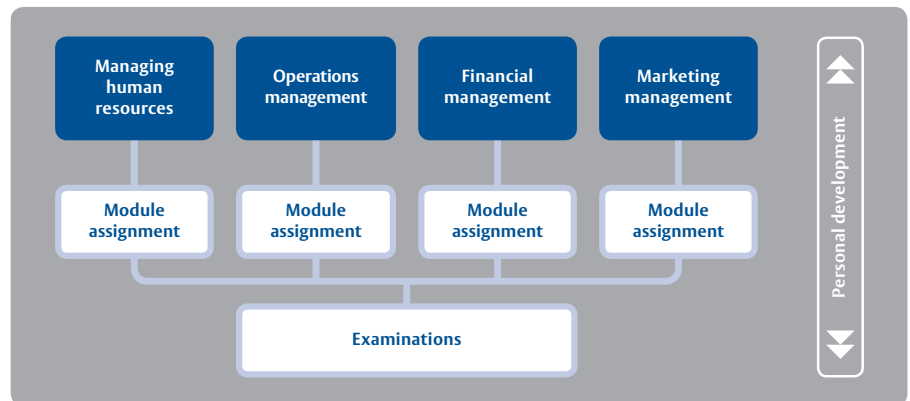 Managing
human
resources
Operations
management
Financial
management
Marketing
management
Module
assignment
Module
assignment
Module
assignment
Module
assignment
Examinations
Personal development